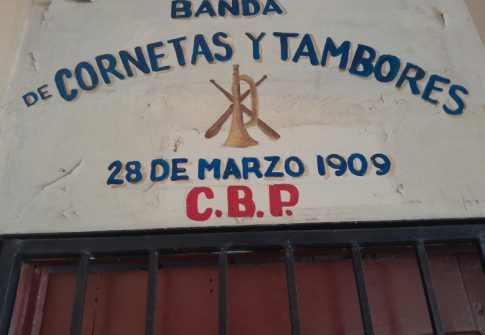 BANDA
DE CORNETAS Y TAMBORES
28 DE MARZO 1909
C.B.P.